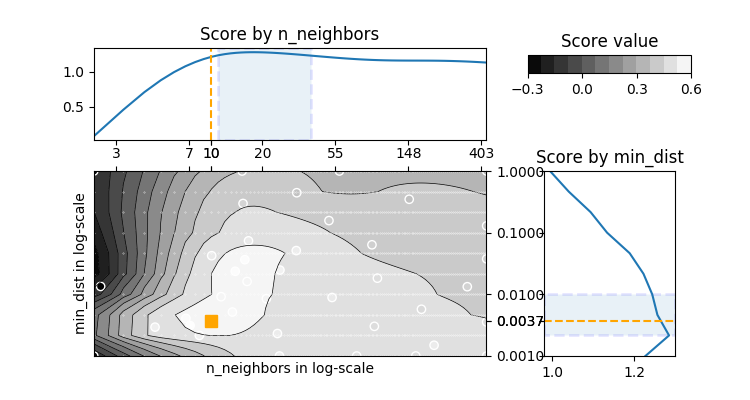 Score by n_neighbors
Score value
1.0
0.5
−0.3 0.0 0.3 0.6
3 7 10 20 55 148 403
Score by min_dist
min_dist in log-scale
1.0000
0.1000
0.0100
0.0037
0.0010
n_neighbors in log-scale
1.0 1.2